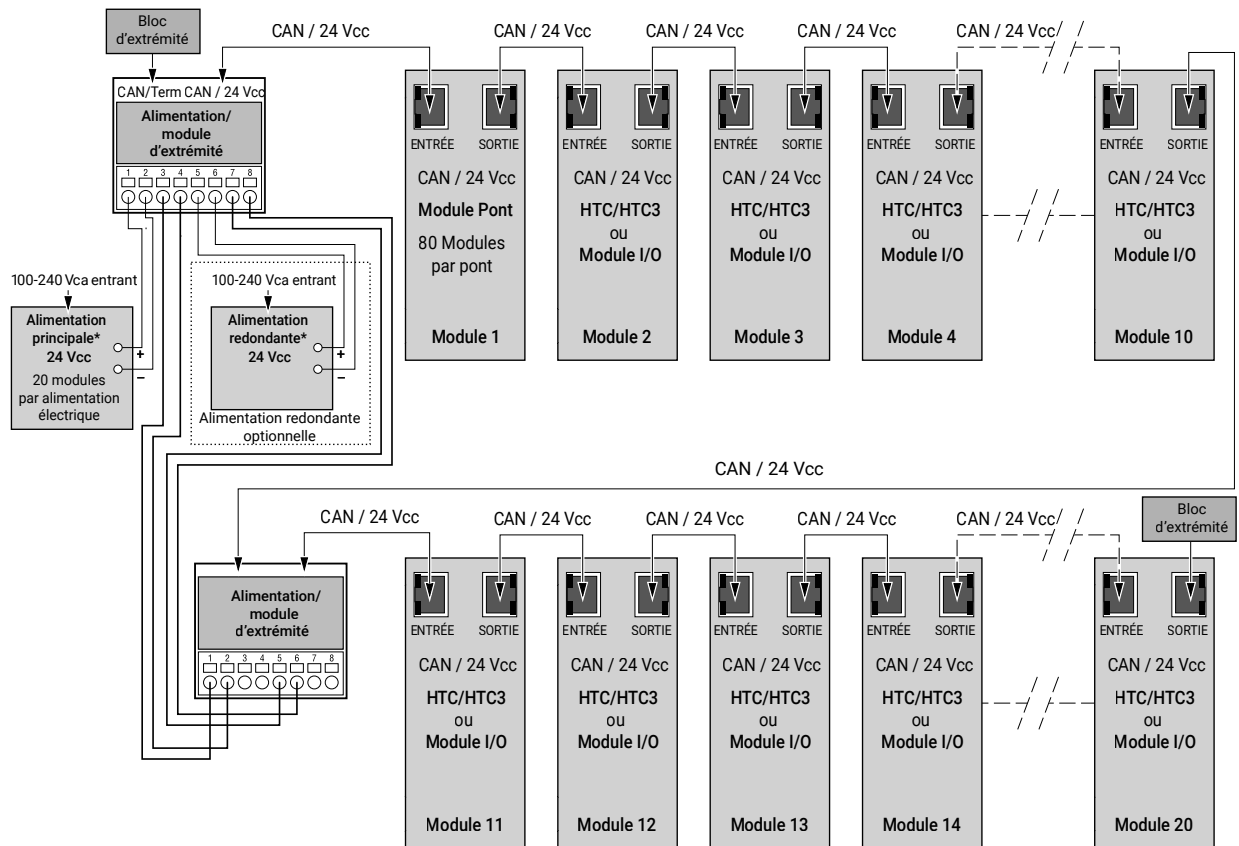 Bloc
d'extrémité
CAN / 24 Vcc
CAN / 24 Vcc
CAN / 24 Vcc
CAN / 24 Vcc
CAN / 24 Vcc
CAN/Term CAN / 24 Vcc
Alimentation/
module
d'extrémité
1 2 3 4 5 6 7 8
ENTRÉE SORTIE
CAN / 24 Vcc
Module Pont
80 Modules
par pont
Module 1
ENTRÉE SORTIE
CAN / 24 Vcc
HTC/HTC3
ou
Module I/O
Module 2
ENTRÉE SORTIE
CAN / 24 Vcc
HTC/HTC3
ou
Module I/O
Module 3
ENTRÉE SORTIE
CAN / 24 Vcc
HTC/HTC3
ou
Module I/O
Module 4
ENTRÉE SORTIE
CAN / 24 Vcc
HTC/HTC3
ou
Module I/O
Module 10
100-240 Vca entrant
Alimentation
principale*
24 Vcc
+
–
20 modules
par alimentation
électrique
100-240 Vca entrant
Alimentation
redondante*
24 Vcc
+
–
Alimentation redondante
optionnelle
CAN / 24 Vcc
CAN / 24 Vcc
CAN / 24 Vcc
CAN / 24 Vcc
CAN / 24 Vcc
CAN / 24 Vcc
Bloc
d'extrémité
Alimentation/
module
d'extrémité
1 2 3 4 5 6 7 8
ENTRÉE SORTIE
CAN / 24 Vcc
HTC/HTC3
ou
Module I/O
Module 11
ENTRÉE SORTIE
CAN / 24 Vcc
HTC/HTC3
ou
Module I/O
Module 12
ENTRÉE SORTIE
CAN / 24 Vcc
HTC/HTC3
ou
Module I/O
Module 13
ENTRÉE SORTIE
CAN / 24 Vcc
HTC/HTC3
ou
Module I/O
Module 14
ENTRÉE SORTIE
CAN / 24 Vcc
HTC/HTC3
ou
Module I/O
Module 20